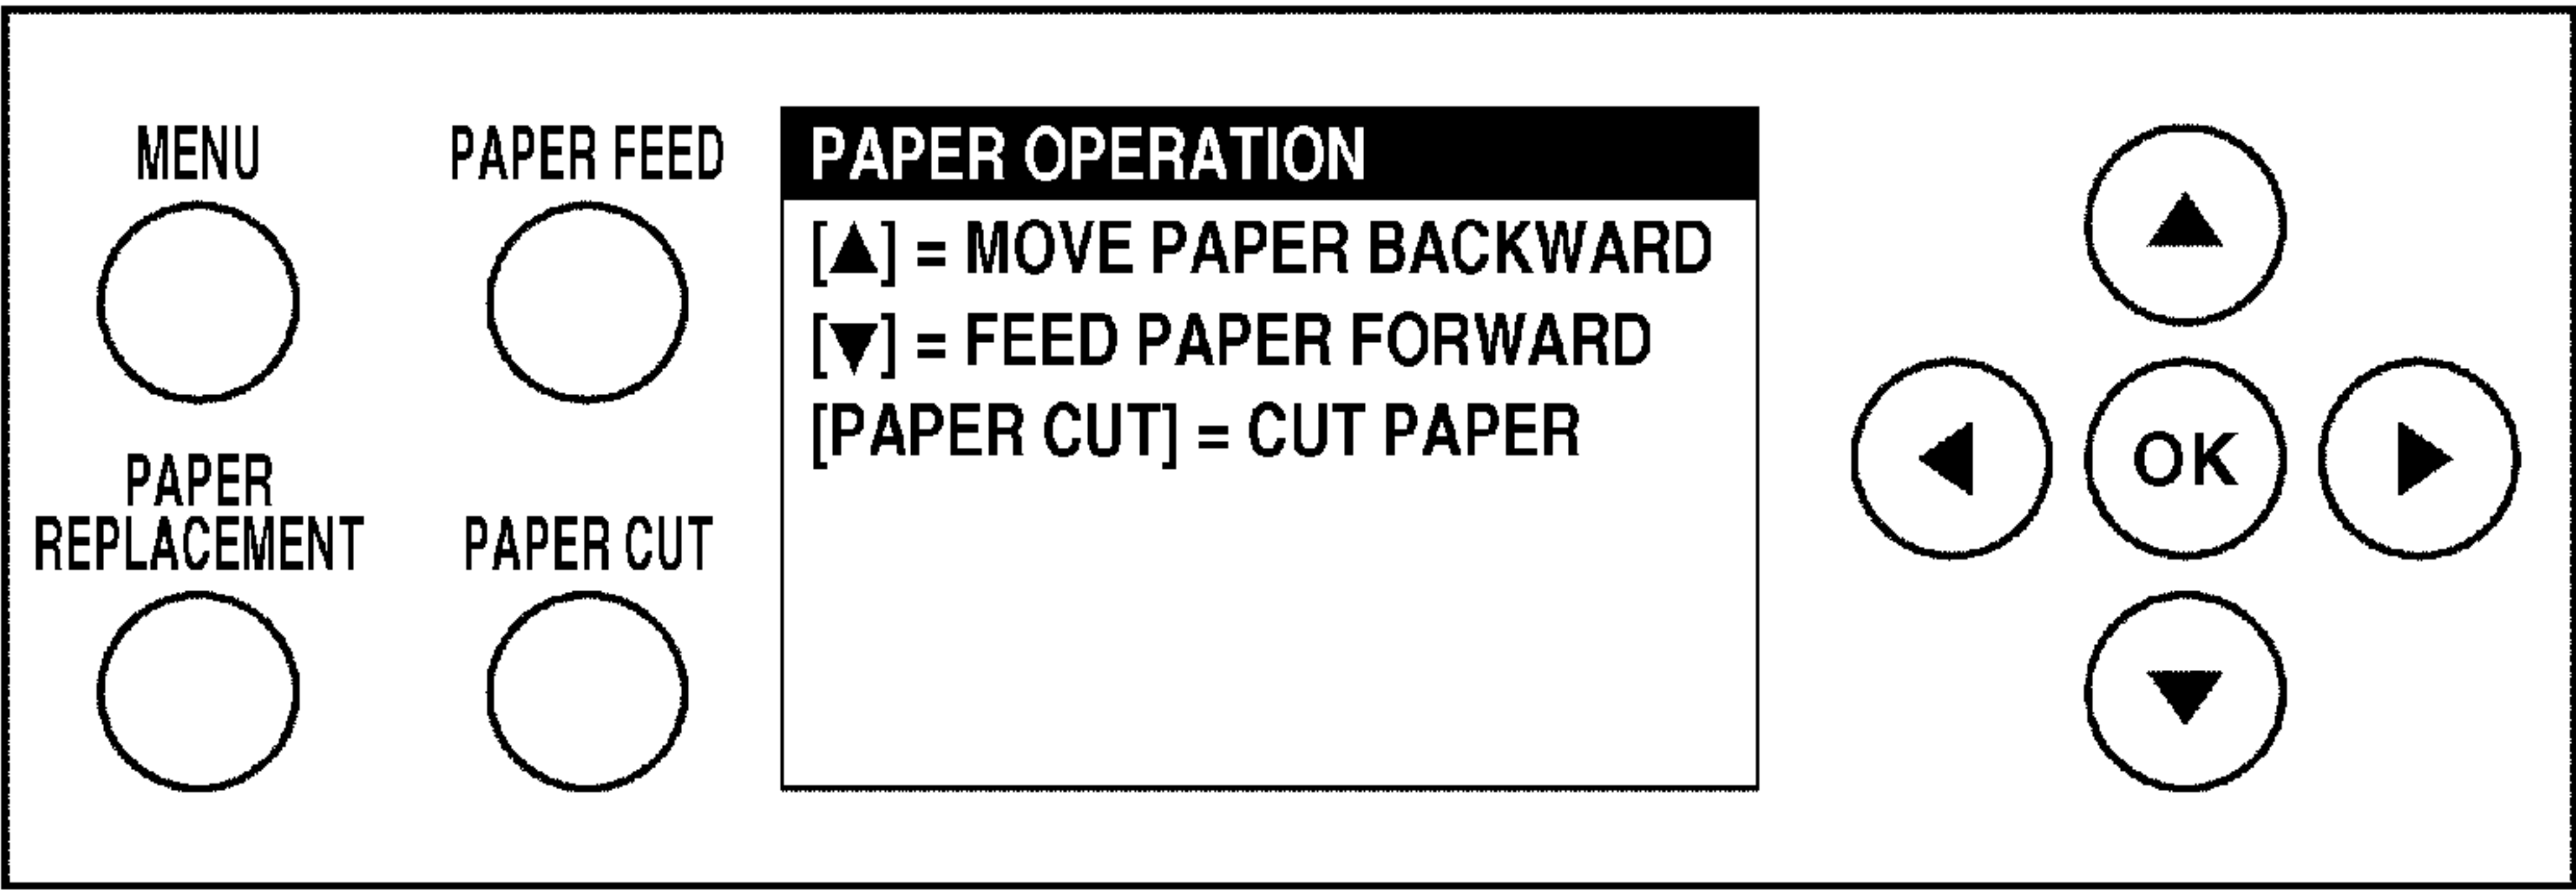 MENU
PAPER FEED
PAPER
REPLACEMENT
PAPER CUT
PAPER OPERATION
[▲] = MOVE PAPER BACKWARD
[▼] = FEED PAPER FORWARD
[PAPER CUT] = CUT PAPER
▲
◀ OK ▶
▼